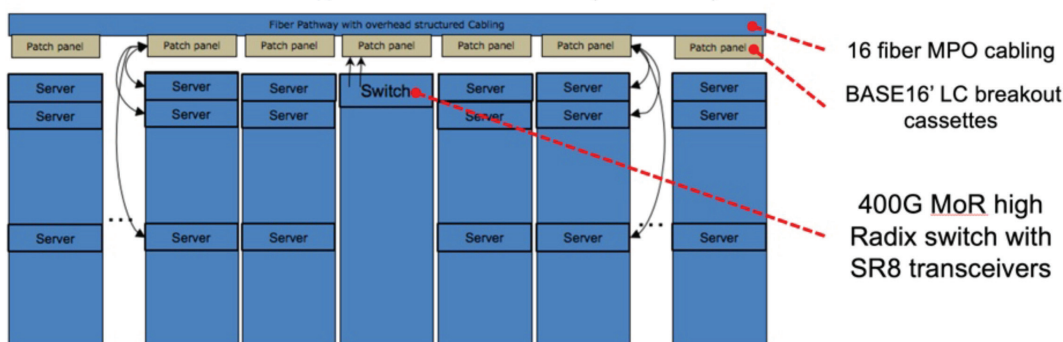 Fiber Pathway with overhead structured Cabling
Patch panel Patch panel Patch panel Patch panel Patch panel Patch panel Patch panel
16 fiber MPO cabling
Server Server Server Switch Server Server Server
BASE16' LC breakout
cassettes
Server Server Server Server Server Server
400G MoR high
Radix switch with
SR8 transceivers
... ...
Server Server Server Server Server Server